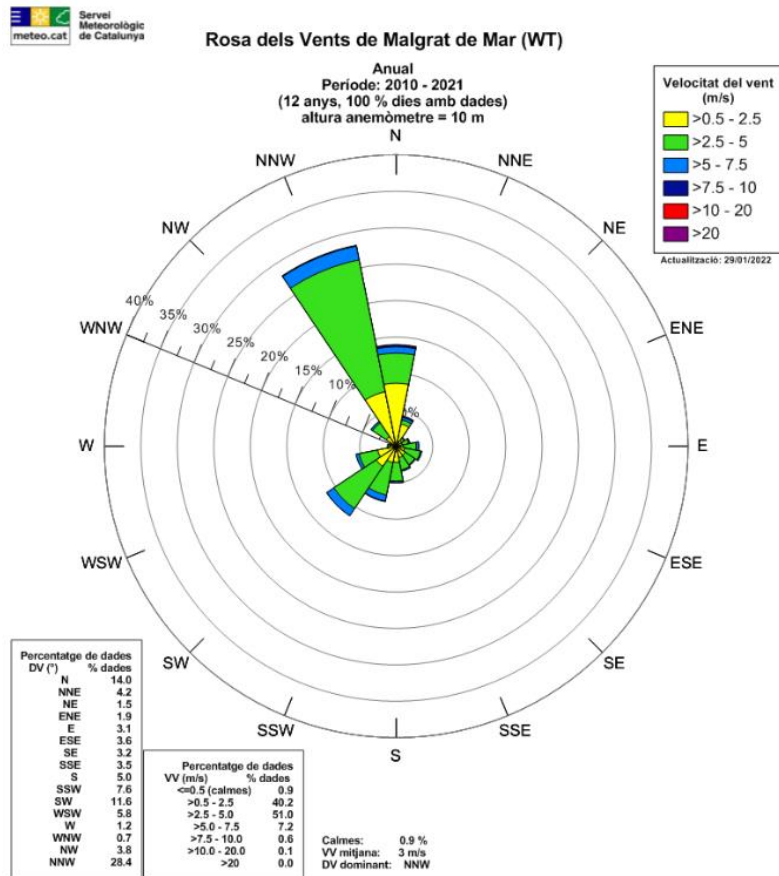 meteo.cat
Servei
Meteorològic
de Catalunya
Rosa dels Vents de Malgrat de Mar (WT)
Anual
Període: 2010 - 2021
(12 anys, 100 % dies amb dades)
altura anemòmetre = 10 m
Velocitat del vent
(m/s)
>0.5 - 2.5
>2.5 - 5
>5 - 7.5
>7.5 - 10
>10 - 20
>20
Actualització: 29/01/2022
N
NNE
NE
ENE
E
ESE
SE
SSE
S
SSW
SW
WSW
W
WNW
NW
NNW
40%
35%
30%
25%
20%
15%
10%
Percentatge de dades
DV (°) % dades
N 14.0
NNE 4.2
NE 1.5
ENE 1.9
E 3.1
ESE 3.6
SE 3.2
SSE 3.5
S 5.0
SSW 7.6
SW 11.6
WSW 5.8
W 1.2
WNW 0.7
NW 3.8
NNW 28.4
Percentatge de dades
VV (m/s) % dades
<=0.5 (calmes) 0.9
>0.5 - 2.5 40.2
>2.5 - 5.0 51.0
>5.0 - 7.5 7.2
>7.5 - 10.0 0.6
>10.0 - 20.0 0.1
>20 0.0
Calmes: 0.9 %
VV mitjana: 3 m/s
DV dominant: NNW